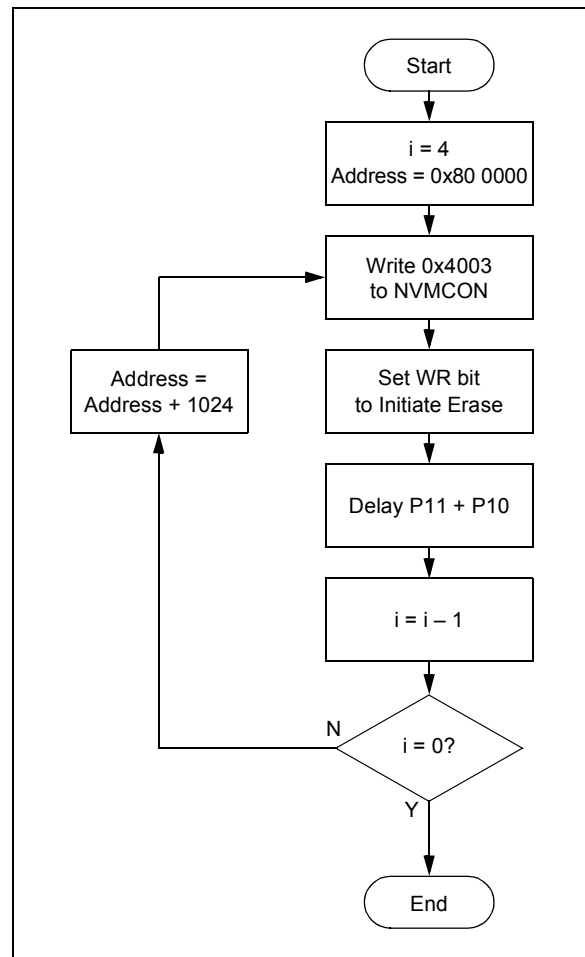 Start
i = 4
Address = 0x80 0000
Write 0x4003
to NVMCON
Address =
Address + 1024
Set WR bit
to Initiate Erase
Delay P11 + P10
i = i – 1
N
i = 0?
Y
End